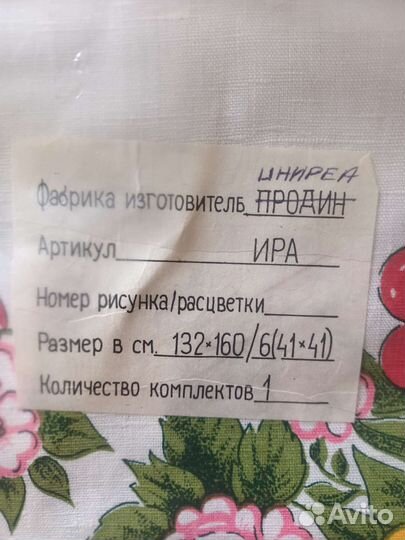 ИНИРЕА
Фабрика изготовитель ПРОДИН
Артикул ИРА
Номер рисунка/расцветки
Размер в см. 132×160/6(41×41)
Количество комплектов 1
Avito